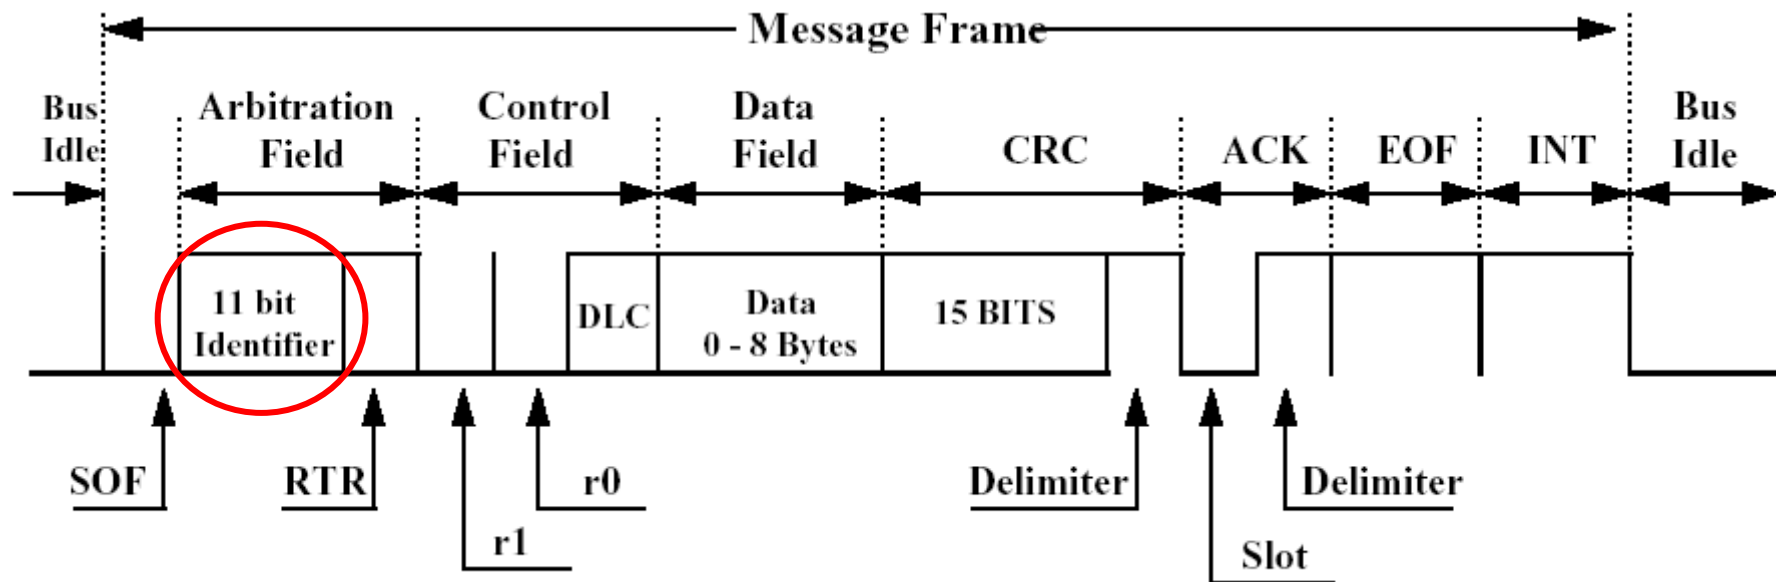 Message Frame
Bus
Idle
Arbitration
Field
Control
Field
Data
Field
CRC
ACK
EOF
INT
Bus
Idle
11 bit
Identifier
DLC
Data
0 - 8 Bytes
15 BITS
SOF
RTR
r1
r0
Delimiter
Slot
Delimiter